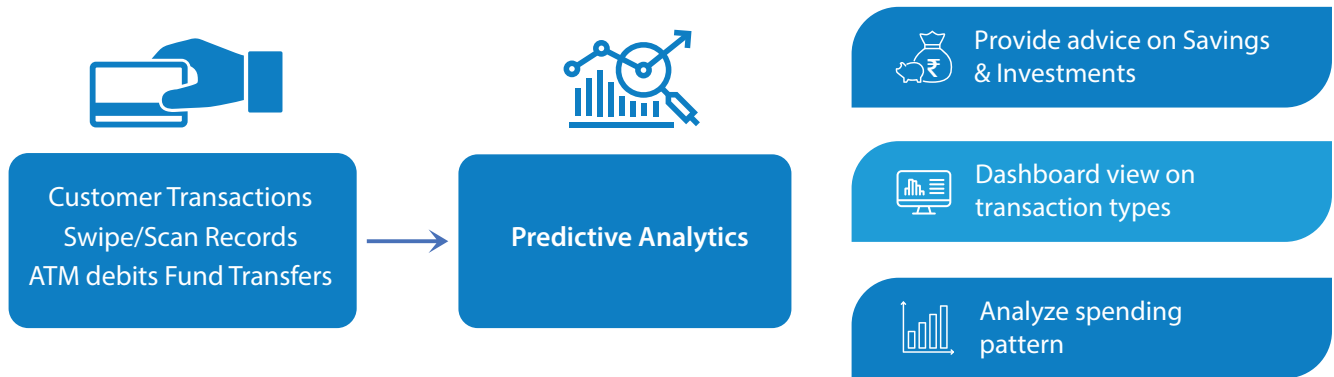 Customer Transactions
Swipe/Scan Records
ATM debits Fund Transfers
Predictive Analytics
₹
Provide advice on Savings
& Investments
Dashboard view on
transaction types
Analyze spending
pattern